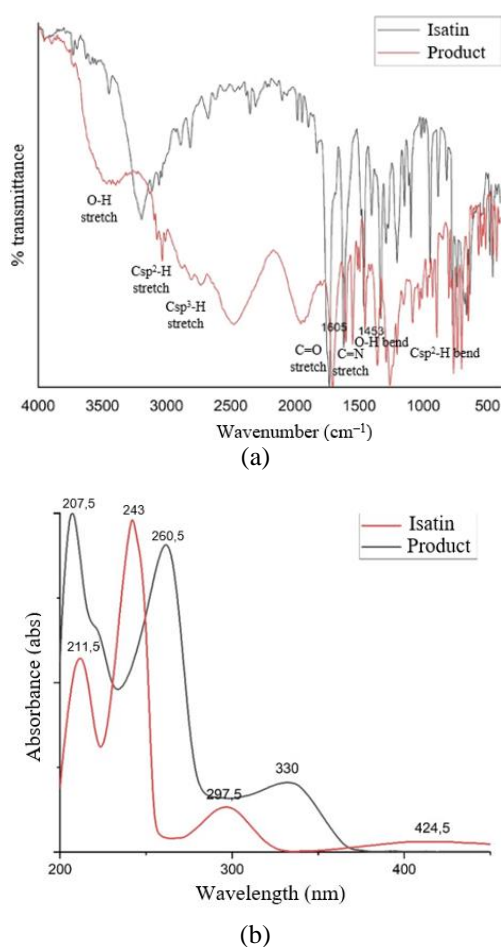 Isatin
Product
% transmittance
O-H
stretch
Csp²-H
stretch
Csp³-H
stretch
1605
1453
C=O
stretch
C=N
stretch
O-H bend
Csp²-H bend
4000 3500 3000 2500 2000 1500 1000 500
Wavenumber (cm⁻¹)
(a)
207,5
243
260,5
211,5
297,5
330
424,5
Isatin
Product
Absorbance (abs)
200 300 400
Wavelength (nm)
(b)